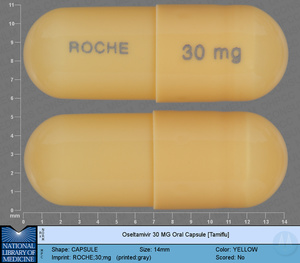 11
10
9
8
7
6
5
4
3
2
1
0
mm
ROCHE 30 mg
0 1 2 3 4 5 6 7 8 9 10 11 12 13 14
NATIONAL
LIBRARY OF
MEDICINE
Oseltamivir 30 MG Oral Capsule [Tamiflu]
Shape: CAPSULE Size: 14mm Color: YELLOW
Imprint: ROCHE;30;mg (printed:gray) Scored: No